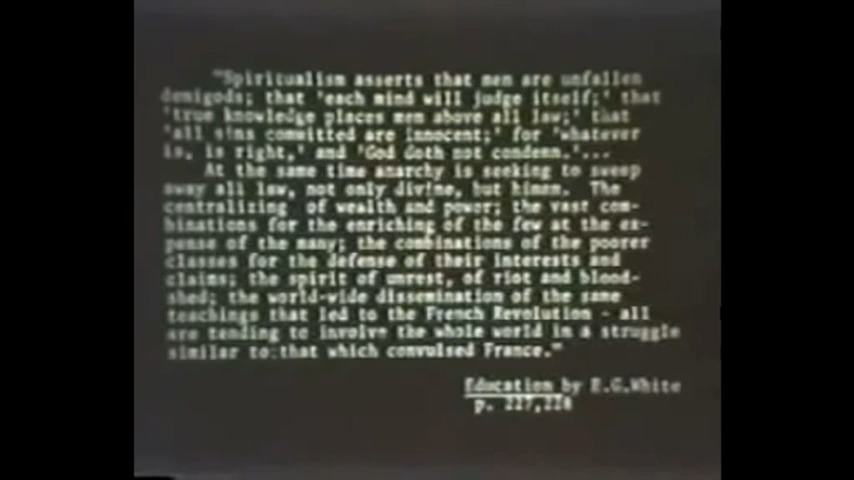 "Spiritualism asserts that men are unfallen
demigods; that 'each mind will judge itself;' that
'true knowledge places men above all law;' that
'all sins committed are innocent;' for 'whatever
is, is right,' and 'God doth not condemn.'...
At the same time anarchy is seeking to sweep
away all law, not only divine, but human. The
centralizing of wealth and power; the vast com-
binations for the enriching of the few at the ex-
pense of the many; the combinations of the poorer
classes for the defense of their interests and
claims; the spirit of unrest, of riot and blood-
shed; the world-wide dissemination of the same
teachings that led to the French Revolution - all
are tending to involve the whole world in a struggle
similar to that which convulsed France."
Education by E.G.White
p. 227,228